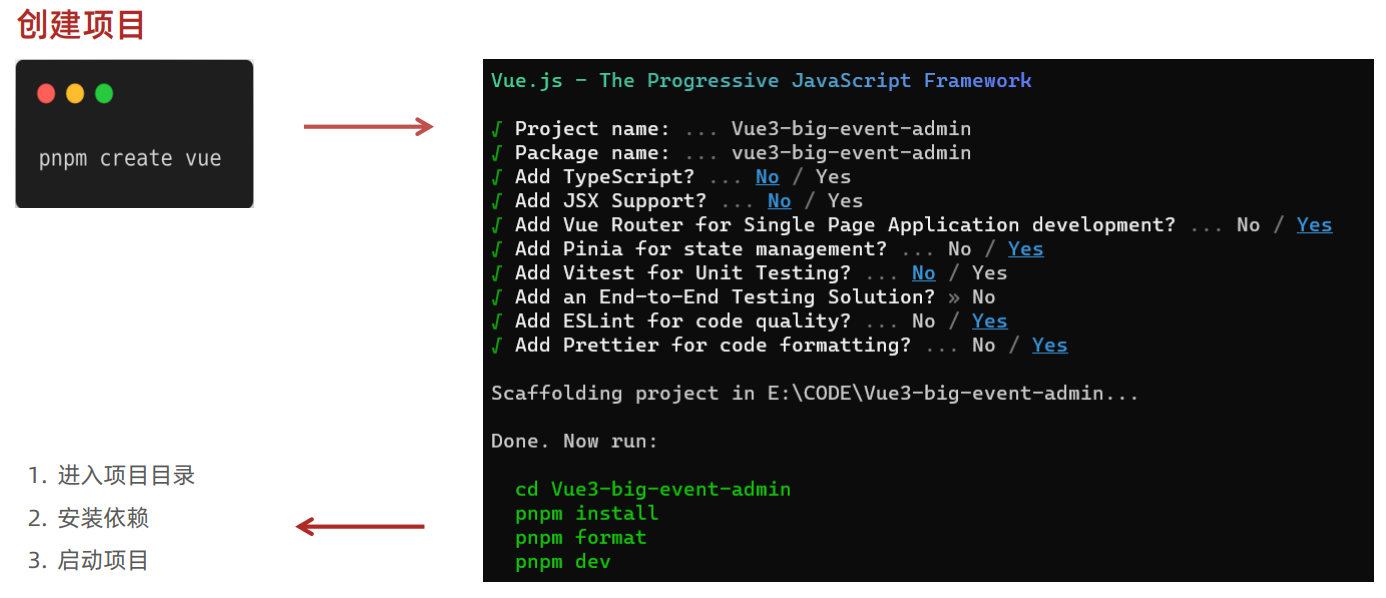 创建项目
pnpm create vue
Vue.js - The Progressive JavaScript Framework
√ Project name: ... Vue3-big-event-admin
√ Package name: ... vue3-big-event-admin
√ Add TypeScript? ... No / Yes
√ Add JSX Support? ... No / Yes
√ Add Vue Router for Single Page Application development? ... No / Yes
√ Add Pinia for state management? ... No / Yes
√ Add Vitest for Unit Testing? ... No / Yes
√ Add an End-to-End Testing Solution? » No
√ Add ESLint for code quality? ... No / Yes
√ Add Prettier for code formatting? ... No / Yes
Scaffolding project in E:\CODE\Vue3-big-event-admin...
Done. Now run:
cd Vue3-big-event-admin
pnpm install
pnpm format
pnpm dev
1. 进入项目目录
2. 安装依赖
3. 启动项目